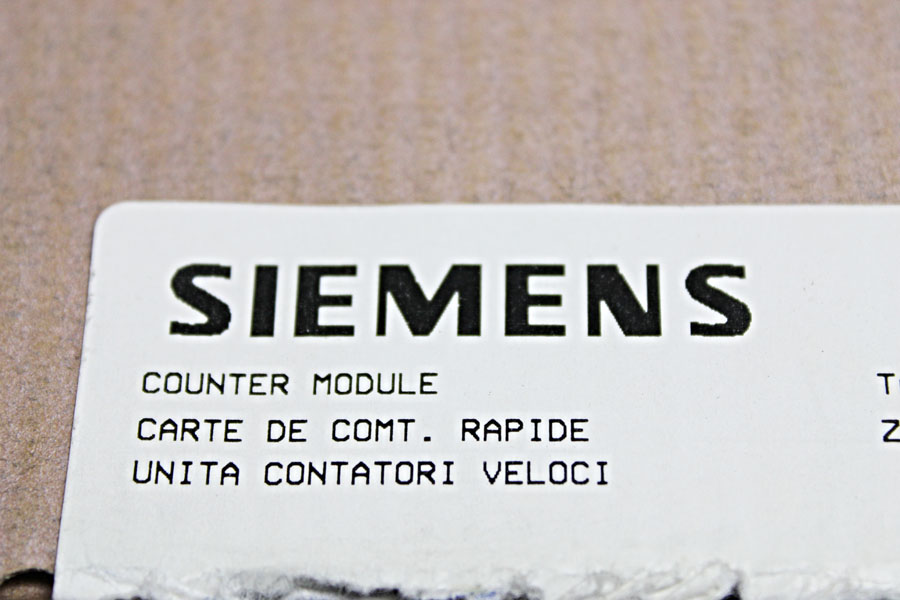 SIEMENS
COUNTER MODULE
CARTE DE COMT. RAPIDE
UNITA CONTATORI VELOCI